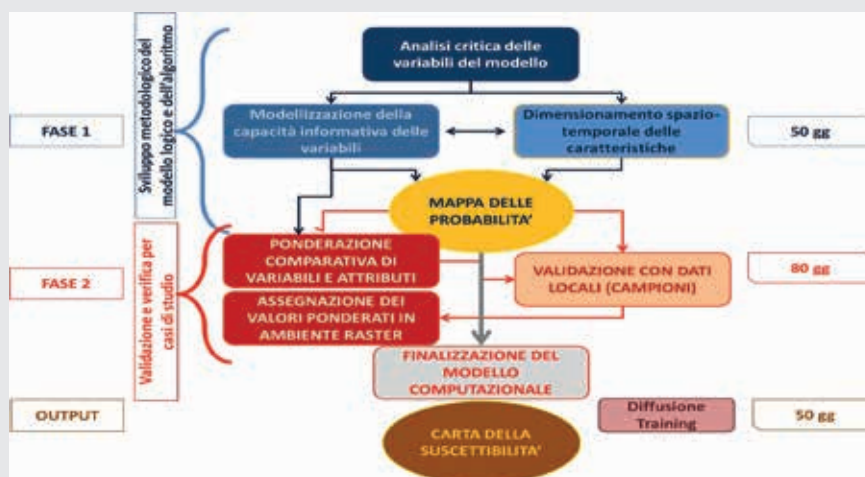 Analisi critica delle
variabili del modello
Sviluppo metodologico del
modello logico e dell'algoritmo
FASE 1
Modellizzazione della
capacità informativa delle
variabili
Dimensionamento spazio-
temporale delle
caratteristiche
50 gg
MAPPA DELLE
PROBABILITA'
Validazione e verifica per
casi di studio
FASE 2
PONDERAZIONE
COMPARATIVA DI
VARIABILI E ATTRIBUTI
VALIDAZIONE CON DATI
LOCALI (CAMPIONI)
80 gg
ASSEGNAZIONE DEI
VALORI PONDERATI IN
AMBIENTE RASTER
FINALIZZAZIONE DEL
MODELLO
COMPUTAZIONALE
OUTPUT
CARTA DELLA
SUSCETTIBILITA'
Diffusione
Training
50 gg